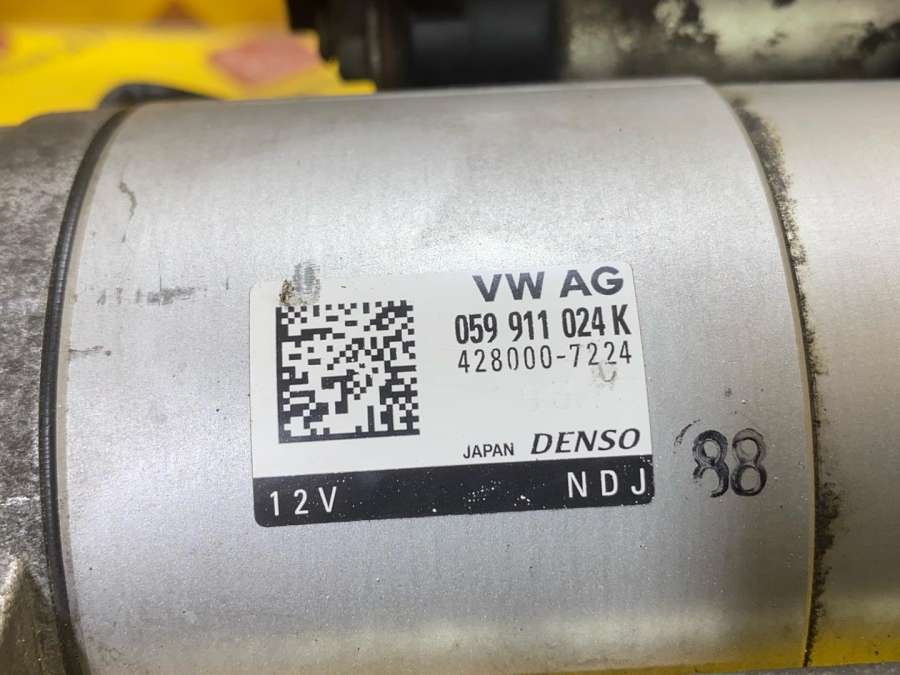 VW AG
059 911 024 K
428000-7224
JAPAN DENSO
12V NDJ
88